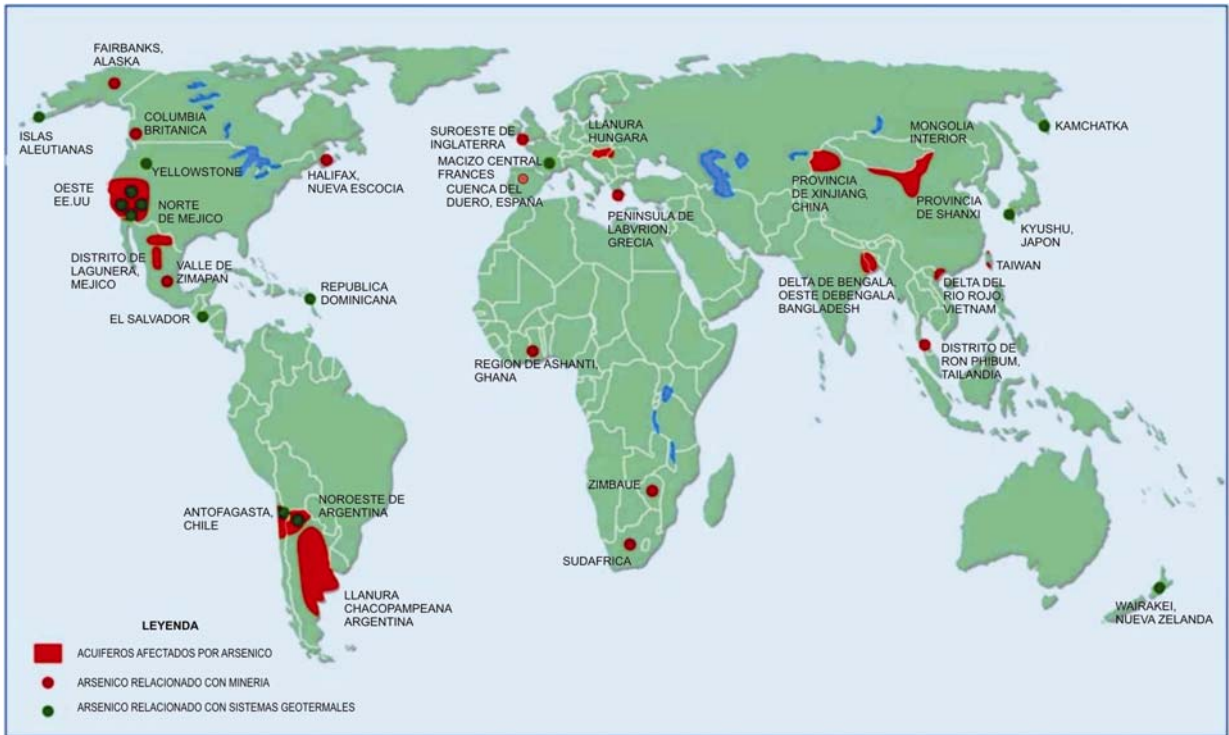 FAIRBANKS,
ALASKA
ISLAS
ALEUTIANAS
COLUMBIA
BRITANICA
YELLOWSTONE
HALIFAX,
NUEVA ESCOCIA
OESTE
EE.UU
NORTE
DE MEJICO
DISTRITO DE
LAGUNERA,
MEJICO
VALLE DE
ZIMAPAN
REPUBLICA
DOMINICANA
EL SALVADOR
SUROESTE DE
INGLATERRA
LLANURA
HUNGARA
MACIZO CENTRAL
FRANCES
CUENCA DEL
DUERO, ESPAÑA
PENINSULA DE
LABVRION,
GRECIA
MONGOLIA
INTERIOR
KAMCHATKA
PROVINCIA
DE XINJIANG,
CHINA
PROVINCIA
DE SHANXI
KYUSHU,
JAPON
TAIWAN
DELTA DE BENGALA,
OESTE DEBENGALA,
BANGLADESH
DELTA DEL
RIO ROJO,
VIETNAM
DISTRITO DE
RON PHIBUM,
TAILANDIA
REGION DE ASHANTI,
GHANA
ZIMBAUE
SUDAFRICA
ANTOFAGASTA,
CHILE
NOROESTE DE
ARGENTINA
LLANURA
CHACOPAMPEANA
ARGENTINA
WAIRAKEI,
NUEVA ZELANDA
LEYENDA
ACUIFEROS AFECTADOS POR ARSENICO
ARSENICO RELACIONADO CON MINERIA
ARSENICO RELACIONADO CON SISTEMAS GEOTERMALES